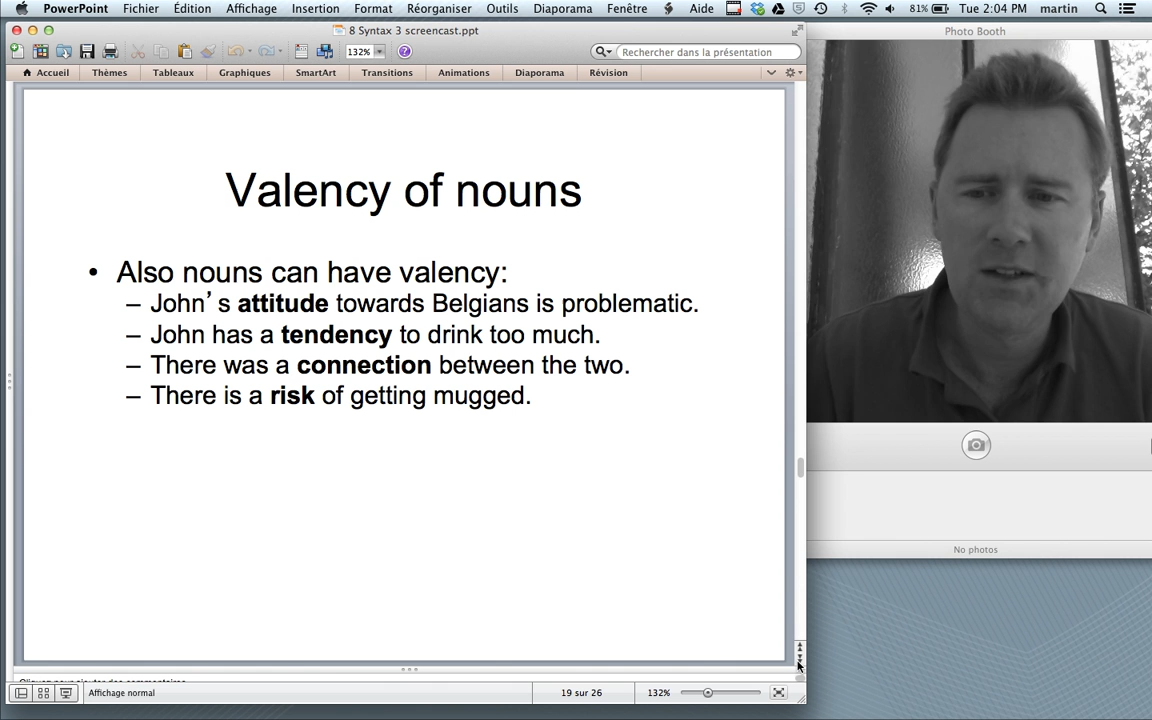 PowerPoint Fichier Édition Affichage Insertion Format Réorganiser Outils Diaporama Fenêtre Aide 5 81% Tue 2:04 PM martin
8 Syntax 3 screencast.ppt
Photo Booth
132% Rechercher dans la présentation
Accueil Thèmes Tableaux Graphiques SmartArt Transitions Animations Diaporama Révision
Valency of nouns
• Also nouns can have valency:
– John’s attitude towards Belgians is problematic.
– John has a tendency to drink too much.
– There was a connection between the two.
– There is a risk of getting mugged.
No photos
Affichage normal 19 sur 26 132%